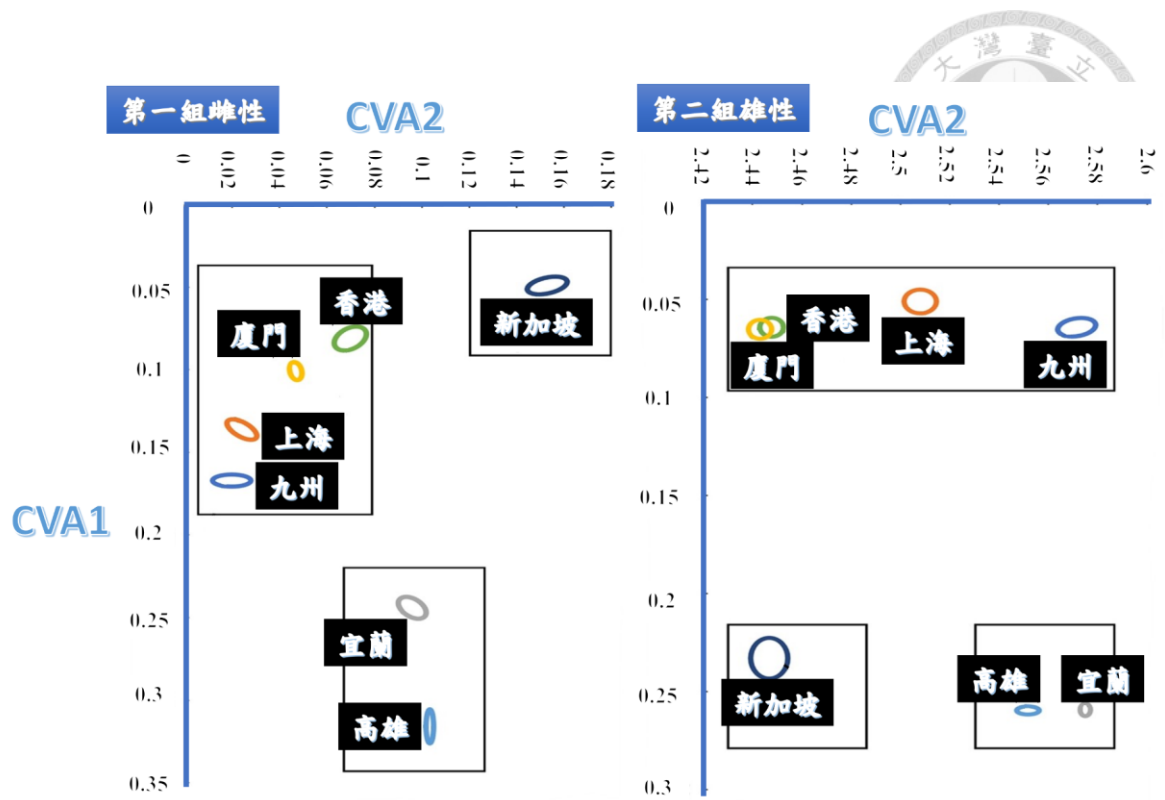 大灣臺立
第一組雌性
CVA2
0
0.02
0.04
0.06
0.08
0.1
0.12
0.14
0.16
0.18
0
0.05
0.1
0.15
0.2
0.25
0.3
0.35
CVA1
香港
廈門
新加坡
上海
九州
宜蘭
高雄
第二組雄性
CVA2
2.42
2.44
2.46
2.48
2.5
2.52
2.54
2.56
2.58
2.6
0
0.05
0.1
0.15
0.2
0.25
0.3
香港
廈門
上海
九州
新加坡
高雄
宜蘭